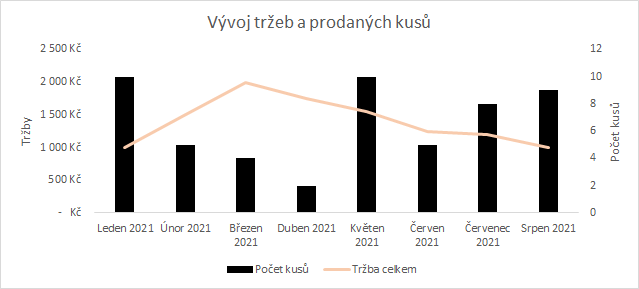 Vývoj tržeb a prodaných kusů
2 500 Kč
2 000 Kč
1 500 Kč
1 000 Kč
500 Kč
- Kč
Tržby
12
10
8
6
4
2
0
Počet kusů
Leden 2021
Únor 2021
Březen
2021
Duben 2021
Květen
2021
Červen
2021
Červenec
2021
Srpen 2021
Počet kusů
Tržba celkem